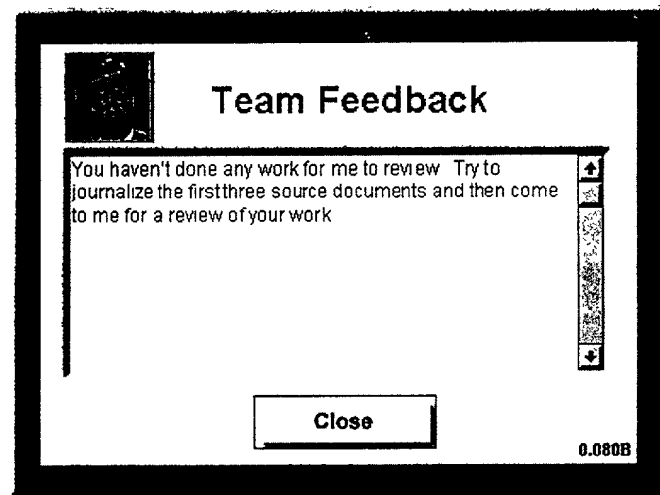 Team Feedback
You haven't done any work for me to review Try to
journalize the first three source documents and then come
to me for a review of your work
Close
0.080B